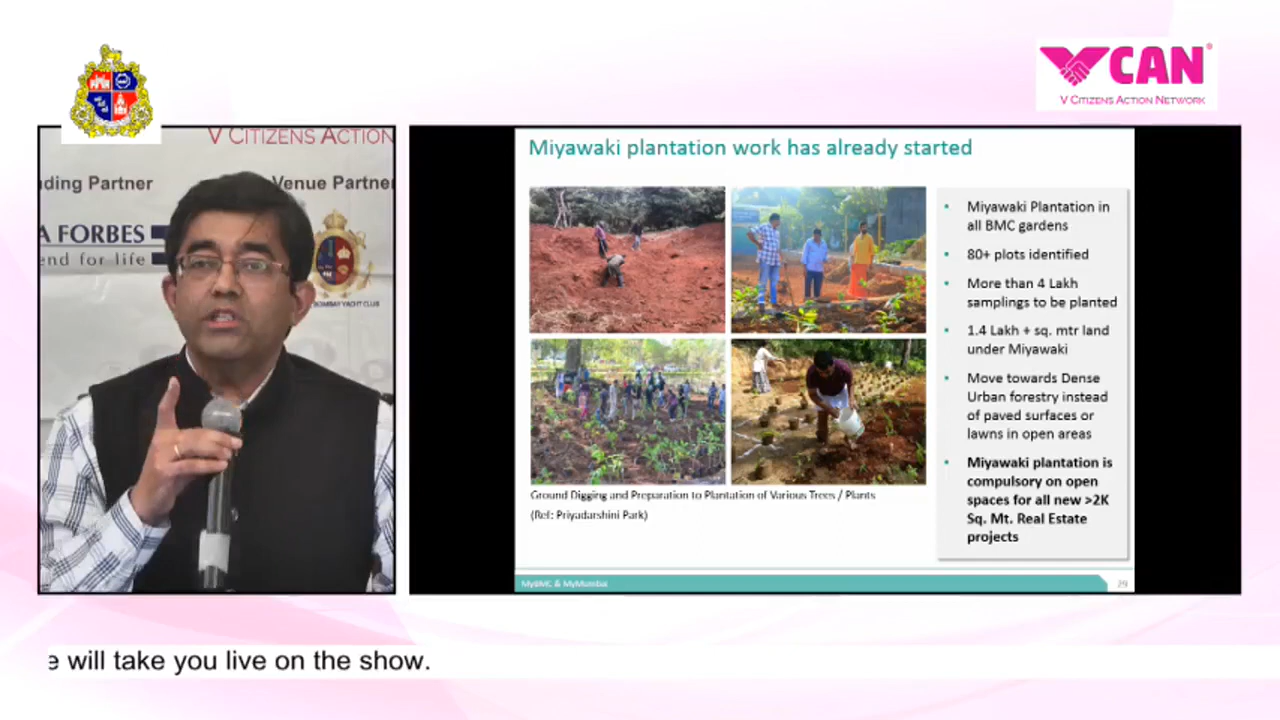 VCAN®
V CITIZENS ACTION NETWORK
V CITIZENS ACTION
ding Partner
Venue Partne
A FORBES
end for life
BOMBAY YACHT CLUB
Miyawaki plantation work has already started
• Miyawaki Plantation in
all BMC gardens
• 80+ plots identified
• More than 4 Lakh
samplings to be planted
• 1.4 Lakh + sq. mtr land
under Miyawaki
• Move towards Dense
Urban forestry instead
of paved surfaces or
lawns in open areas
• Miyawaki plantation is
compulsory on open
spaces for all new >2K
Sq. Mt. Real Estate
projects
Ground Digging and Preparation to Plantation of Various Trees / Plants
(Ref: Priyadarshini Park)
MyBMC & MyMumbai
29
e will take you live on the show.